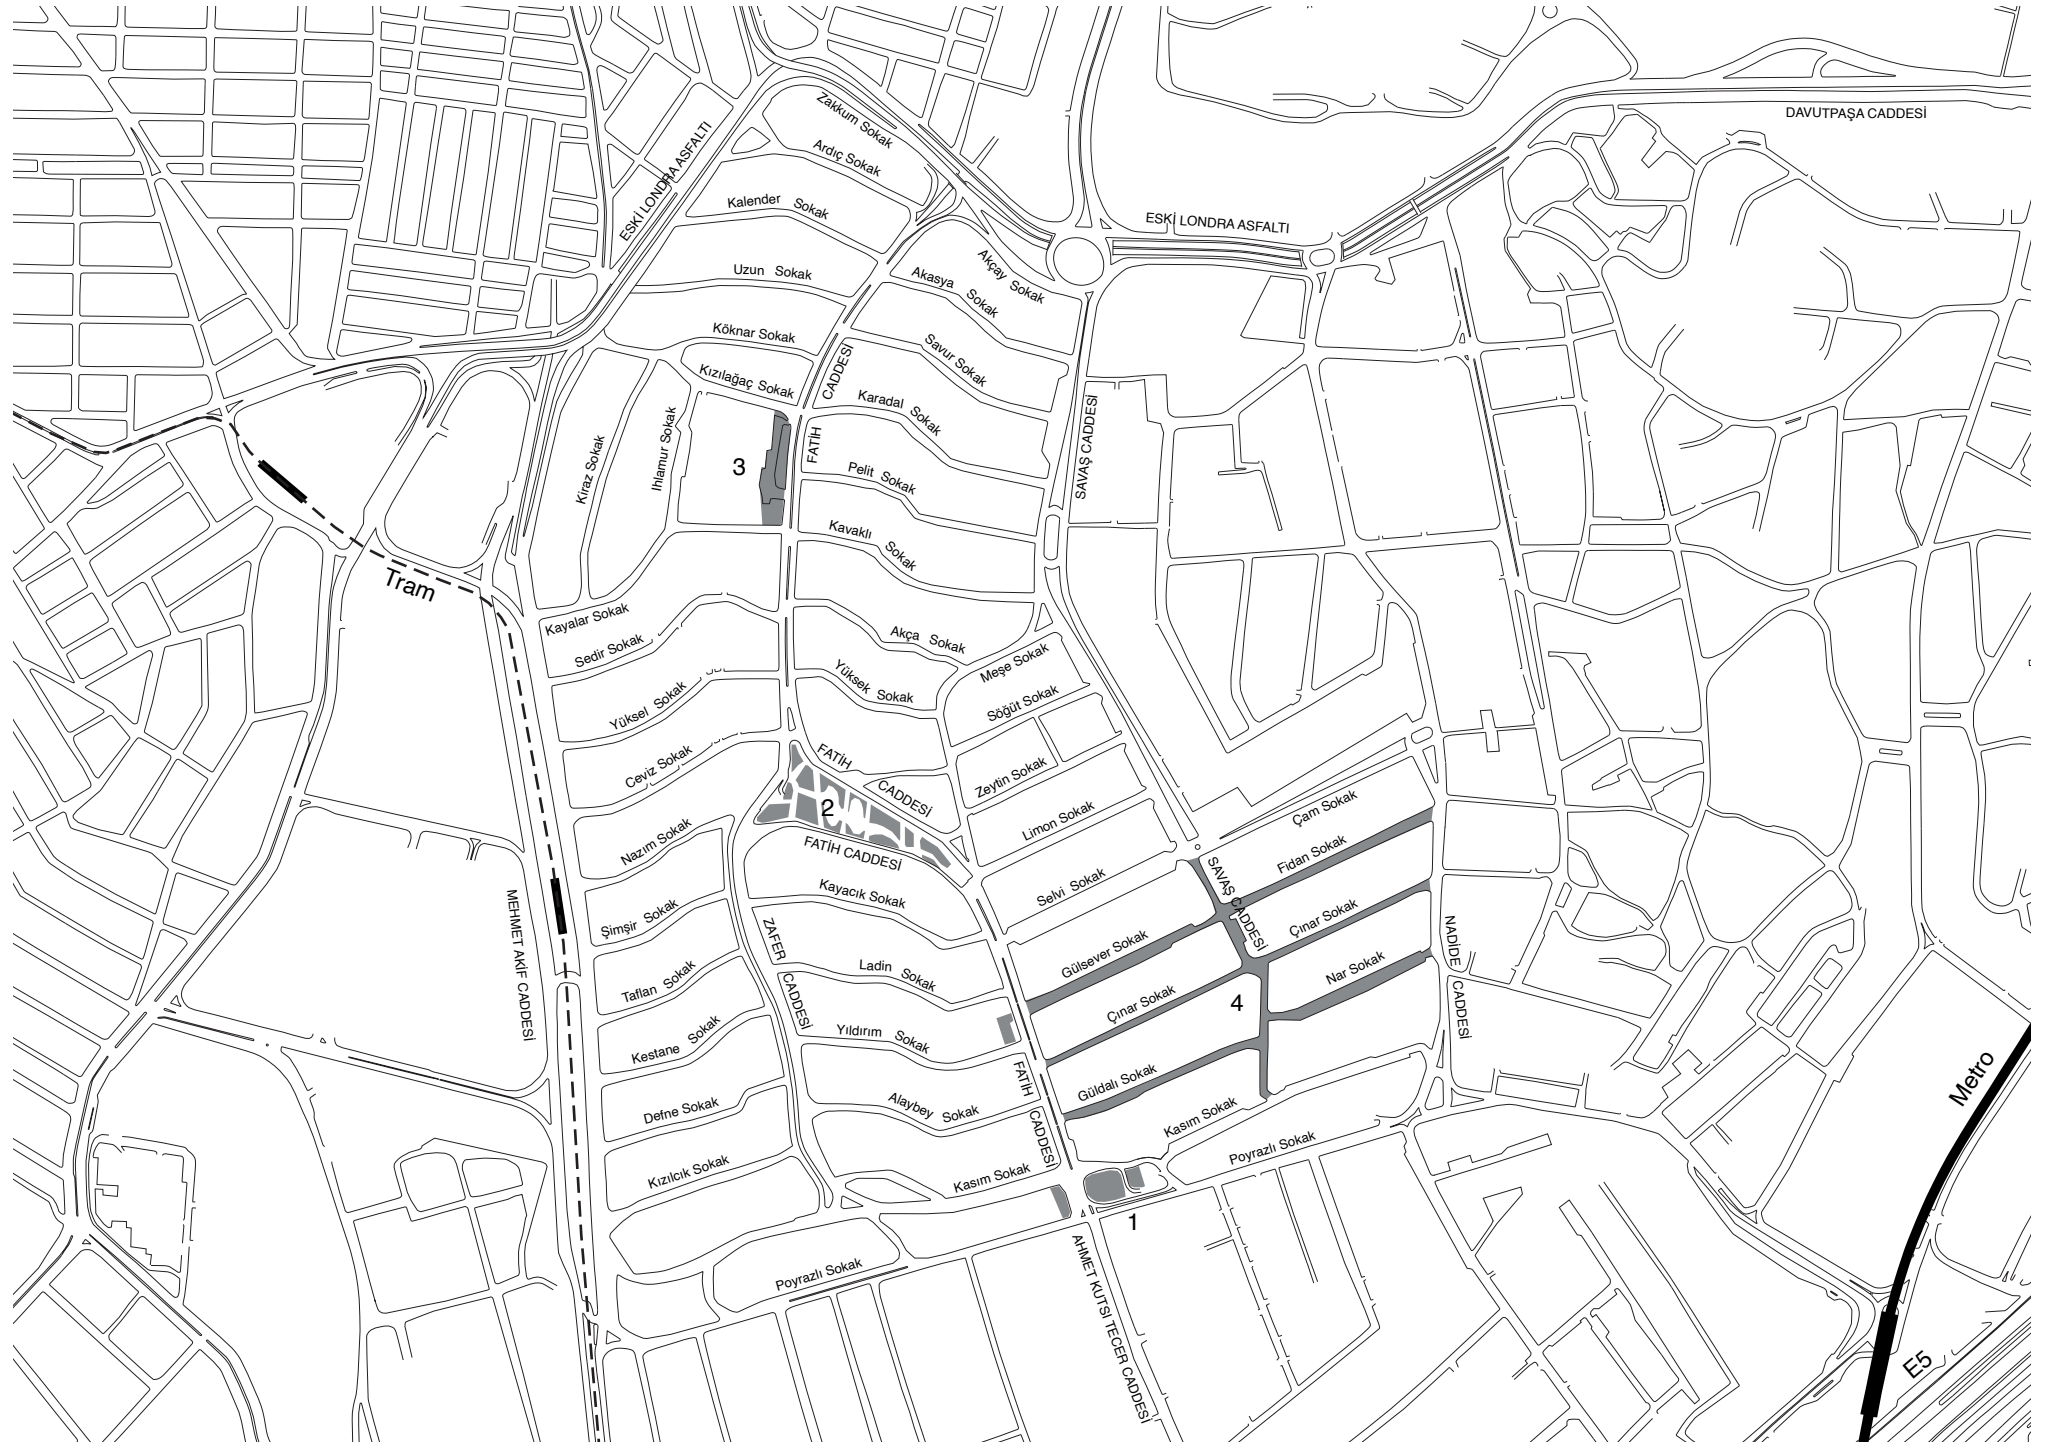 Zakkum Sokak
DAVUTPAŞA CADDESİ
Ardıç Sokak
ESKİ LONDRA ASFALTI
Kalender Sokak
ESKİ LONDRA ASFALTI
Akçay Sokak
Uzun Sokak
Akasya Sokak
Köknar Sokak
Savur Sokak
Kızılağaç Sokak
CADDESİ
Karadal Sokak
SAVAŞ CADDESİ
FATİH
Kiraz Sokak
Ihlamur Sokak
3
Pelit Sokak
Kavaklı Sokak
Tram
Kayalar Sokak
Sedir Sokak
Akça Sokak
Meşe Sokak
Yüksek Sokak
Yüksel Sokak
Söğüt Sokak
FATİH
CADDESİ
Ceviz Sokak
Zeytin Sokak
2
Çam Sokak
Limon Sokak
Nazım Sokak
FATİH CADDESİ
Fidan Sokak
SAVAŞ CADDESİ
Kayacık Sokak
Selvi Sokak
MEHMET AKİF CADDESİ
Şimşir Sokak
ZAFER
CADDESİ
Çınar Sokak
NADİDE
CADDESİ
Gülsever Sokak
Ladin Sokak
Nar Sokak
Taflan Sokak
Çınar Sokak
4
Kestane Sokak
Yıldırım Sokak
FATİH
CADDESİ
Güldalı Sokak
Metro
Defne Sokak
Alaybey Sokak
Kasım Sokak
Poyrazlı Sokak
Kızılcık Sokak
Kasım Sokak
1
Poyrazlı Sokak
AHMET KUTSİ TECER CADDESİ
E5